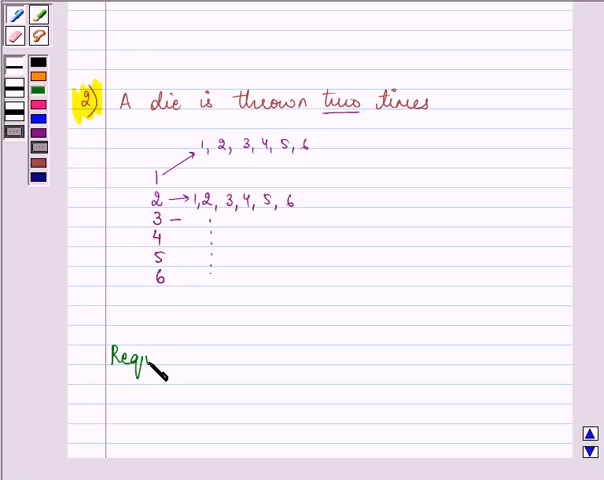 2) A die is thrown two times
1, 2, 3, 4, 5, 6
1
2 → 1, 2, 3, 4, 5, 6
3 –
4
5
6
Requ